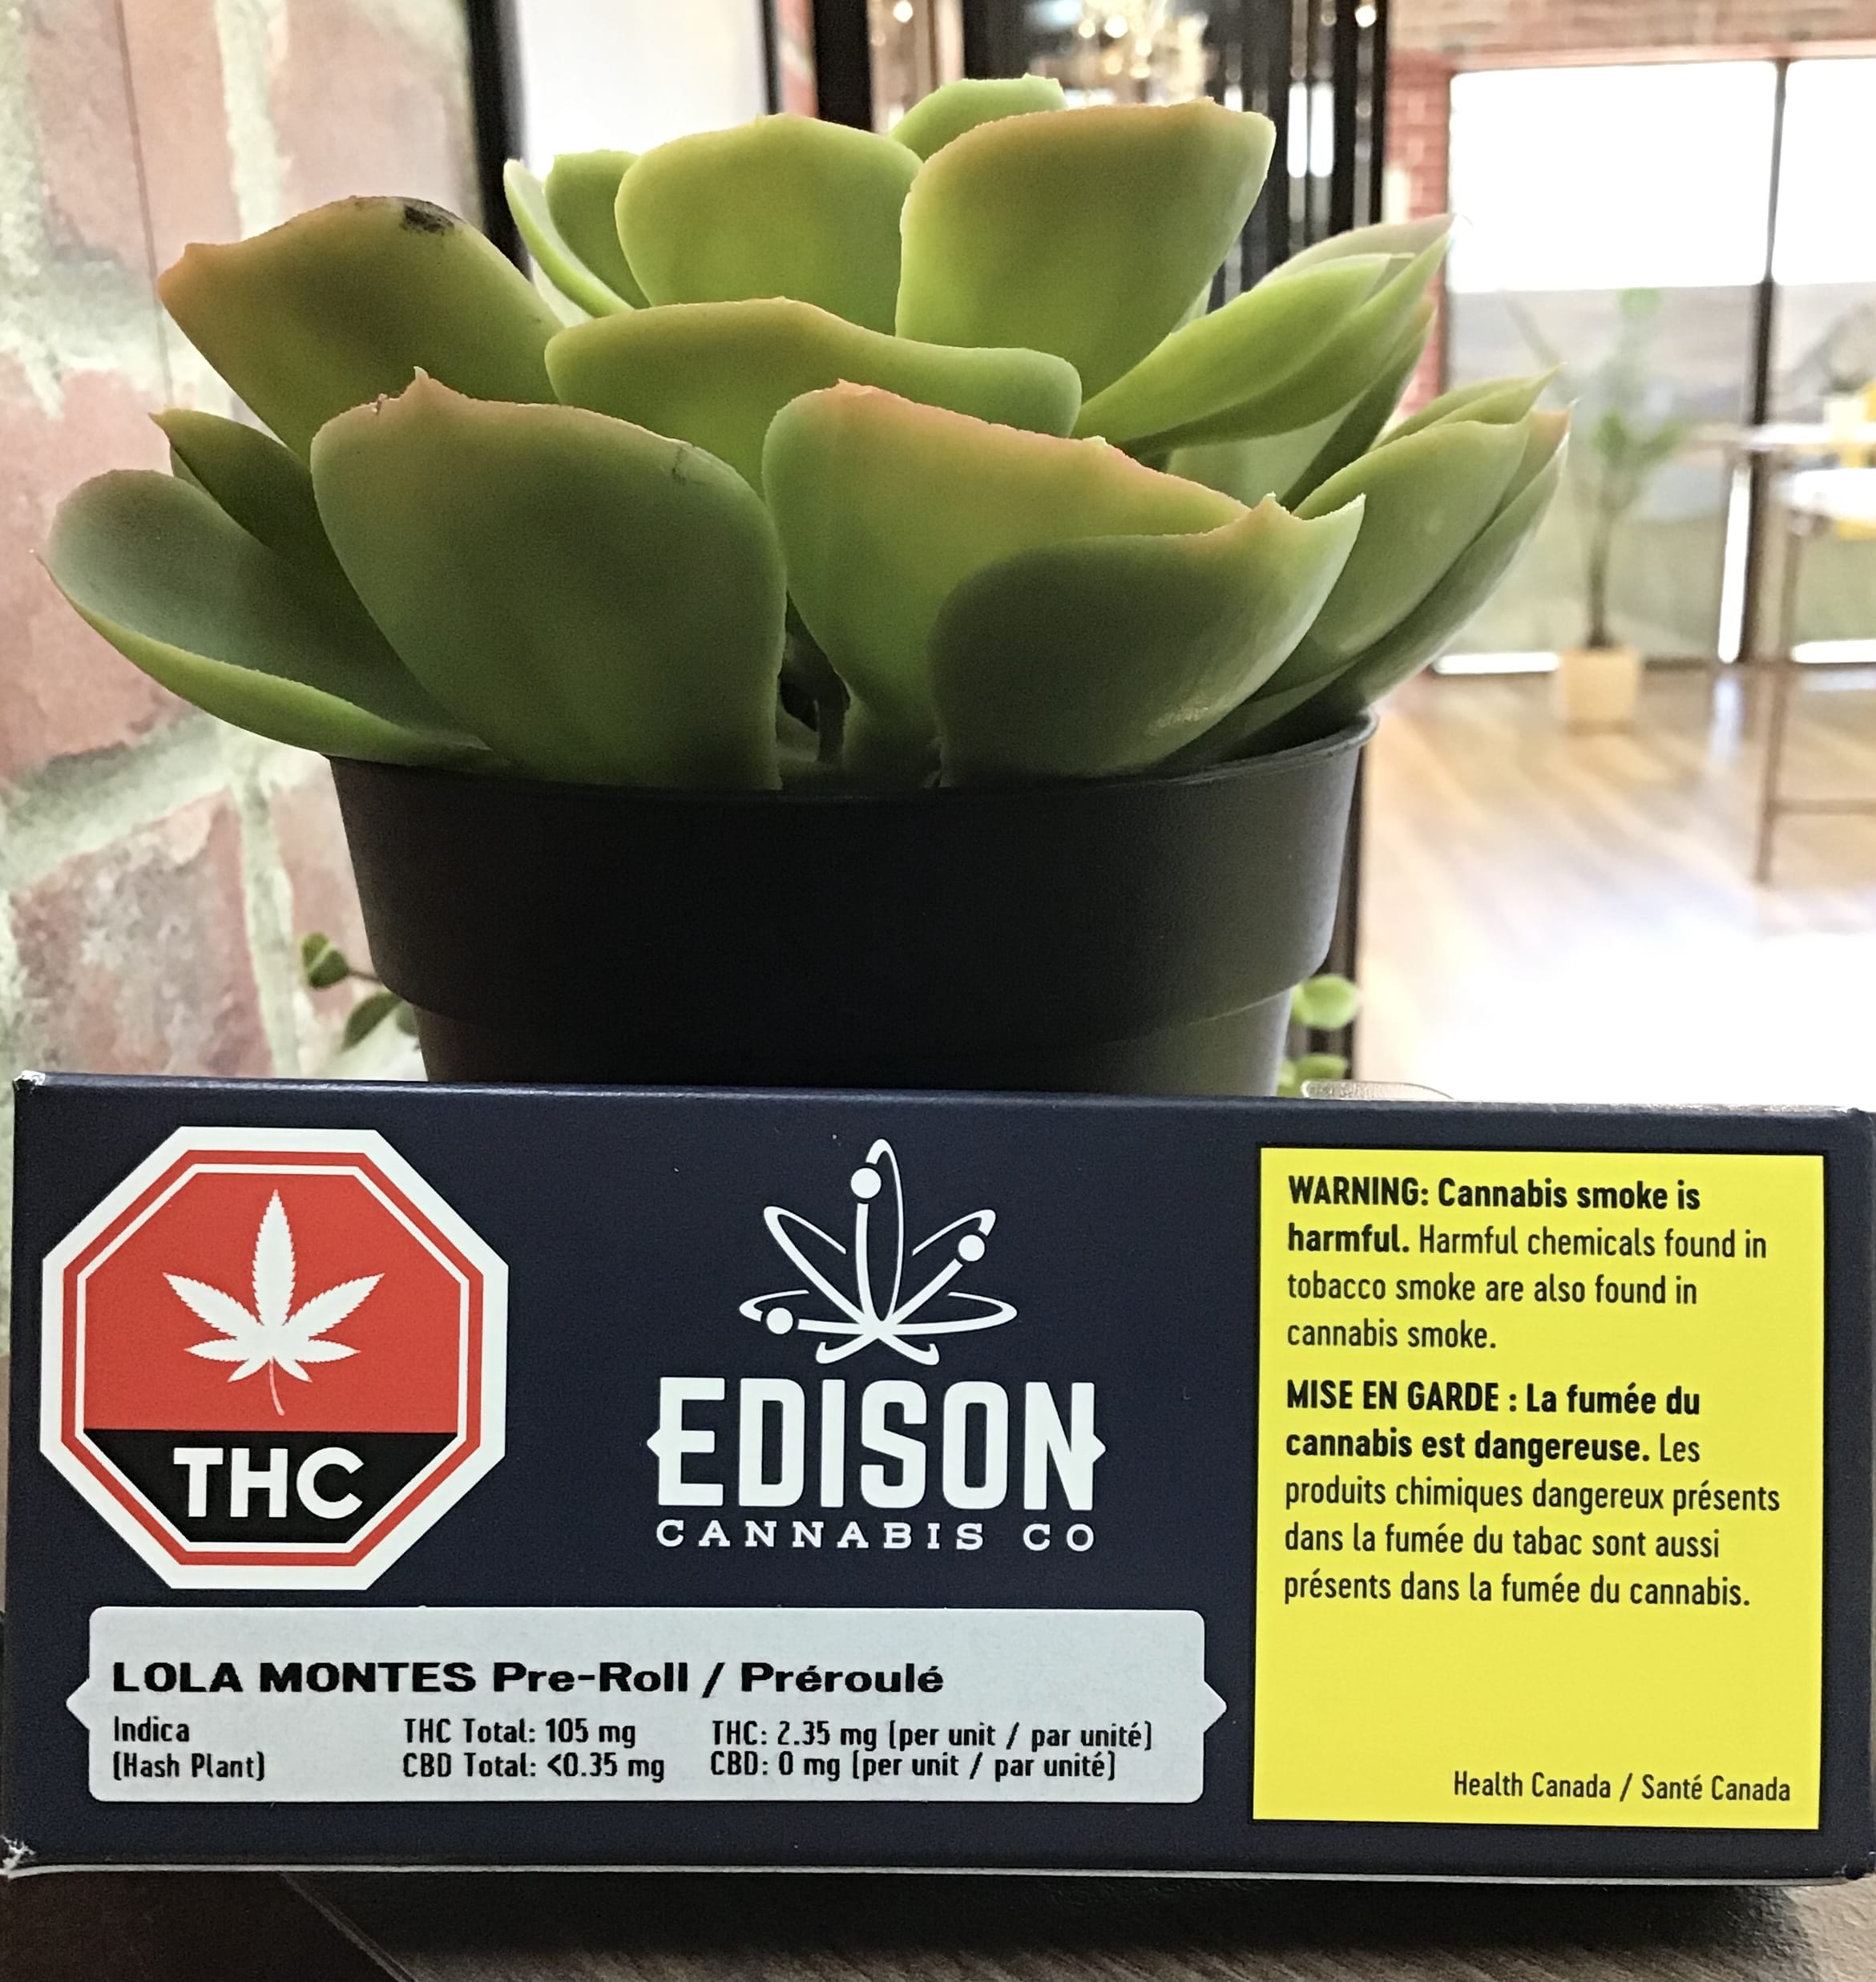 THC
EDISON
CANNABIS CO
LOLA MONTES Pre-Roll / Préroulé
Indica THC Total: 105 mg THC: 2.35 mg (per unit / par unité)
(Hash Plant) CBD Total: <0.35 mg CBD: 0 mg (per unit / par unité)
WARNING: Cannabis smoke is
harmful. Harmful chemicals found in
tobacco smoke are also found in
cannabis smoke.
MISE EN GARDE : La fumée du
cannabis est dangereuse. Les
produits chimiques dangereux présents
dans la fumée du tabac sont aussi
présents dans la fumée du cannabis.
Health Canada / Santé Canada